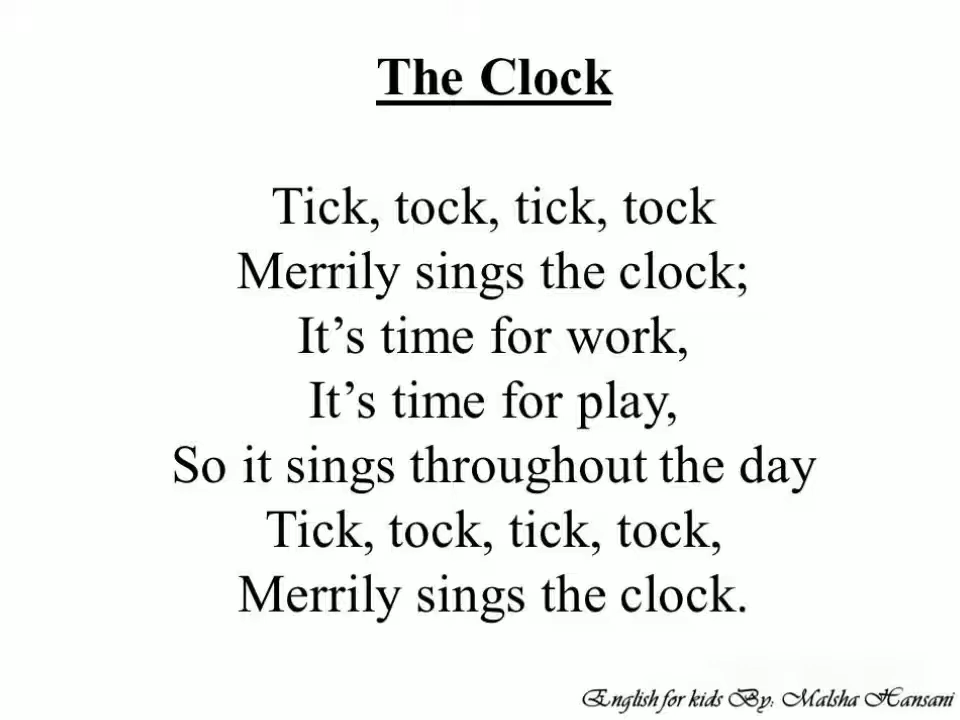 The Clock
Tick, tock, tick, tock
Merrily sings the clock;
It’s time for work,
It’s time for play,
So it sings throughout the day
Tick, tock, tick, tock,
Merrily sings the clock.
English for kids By: Malsha Hansani